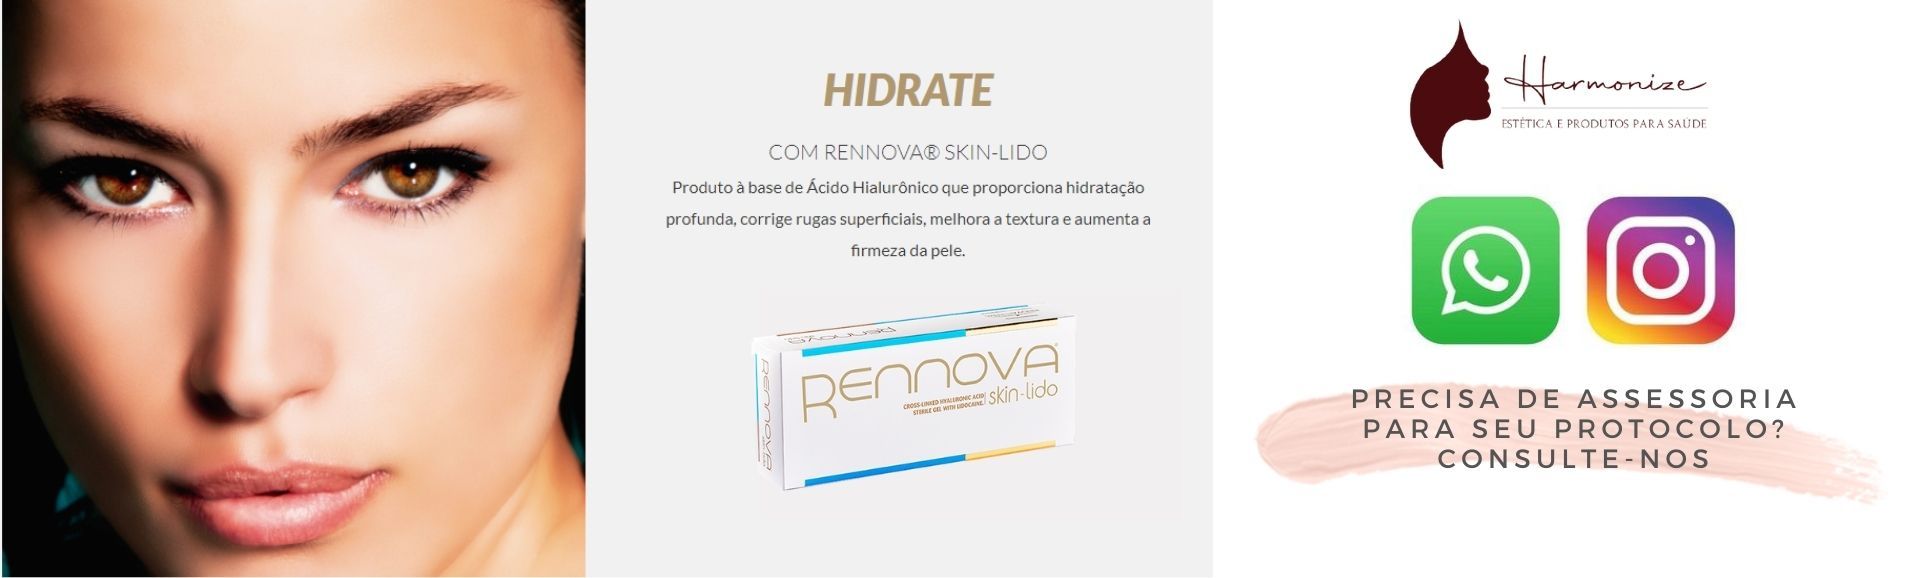 HIDRATE
COM RENNOVA® SKIN-LIDO
Produto à base de Ácido Hialurônico que proporciona hidratação
profunda, corrige rugas superficiais, melhora a textura e aumenta a
firmeza da pele.
Rennova
Rennova
Rennova®
CROSS-LINKED HYALURONIC ACID
STERILE GEL WITH LIDOCAINE.
skin-lido
Harmonize
ESTÉTICA E PRODUTOS PARA SAÚDE
PRECISA DE ASSESSORIA
PARA SEU PROTOCOLO?
CONSULTE-NOS